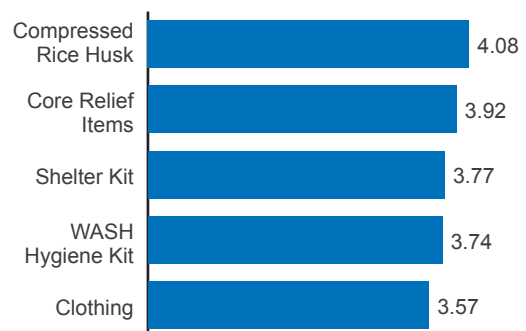 Compressed
Rice Husk
4.08
Core Relief
Items
3.92
Shelter Kit
3.77
WASH
Hygiene Kit
3.74
Clothing
3.57